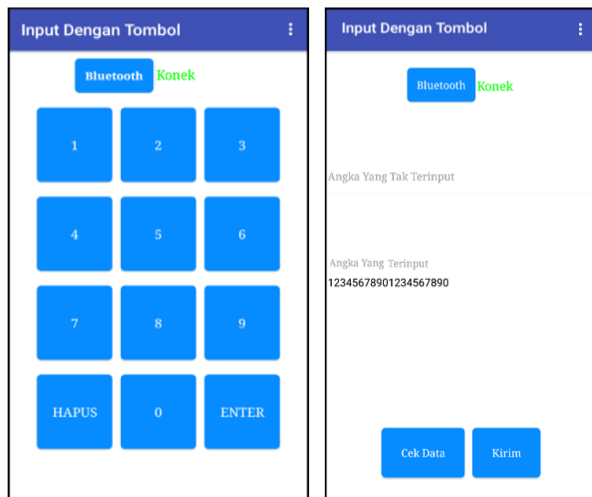 Input Dengan Tombol
Bluetooth Konek
1 2 3
4 5 6
7 8 9
HAPUS 0 ENTER
Input Dengan Tombol
Bluetooth Konek
Angka Yang Tak Terinput
Angka Yang Terinput
12345678901234567890
Cek Data Kirim